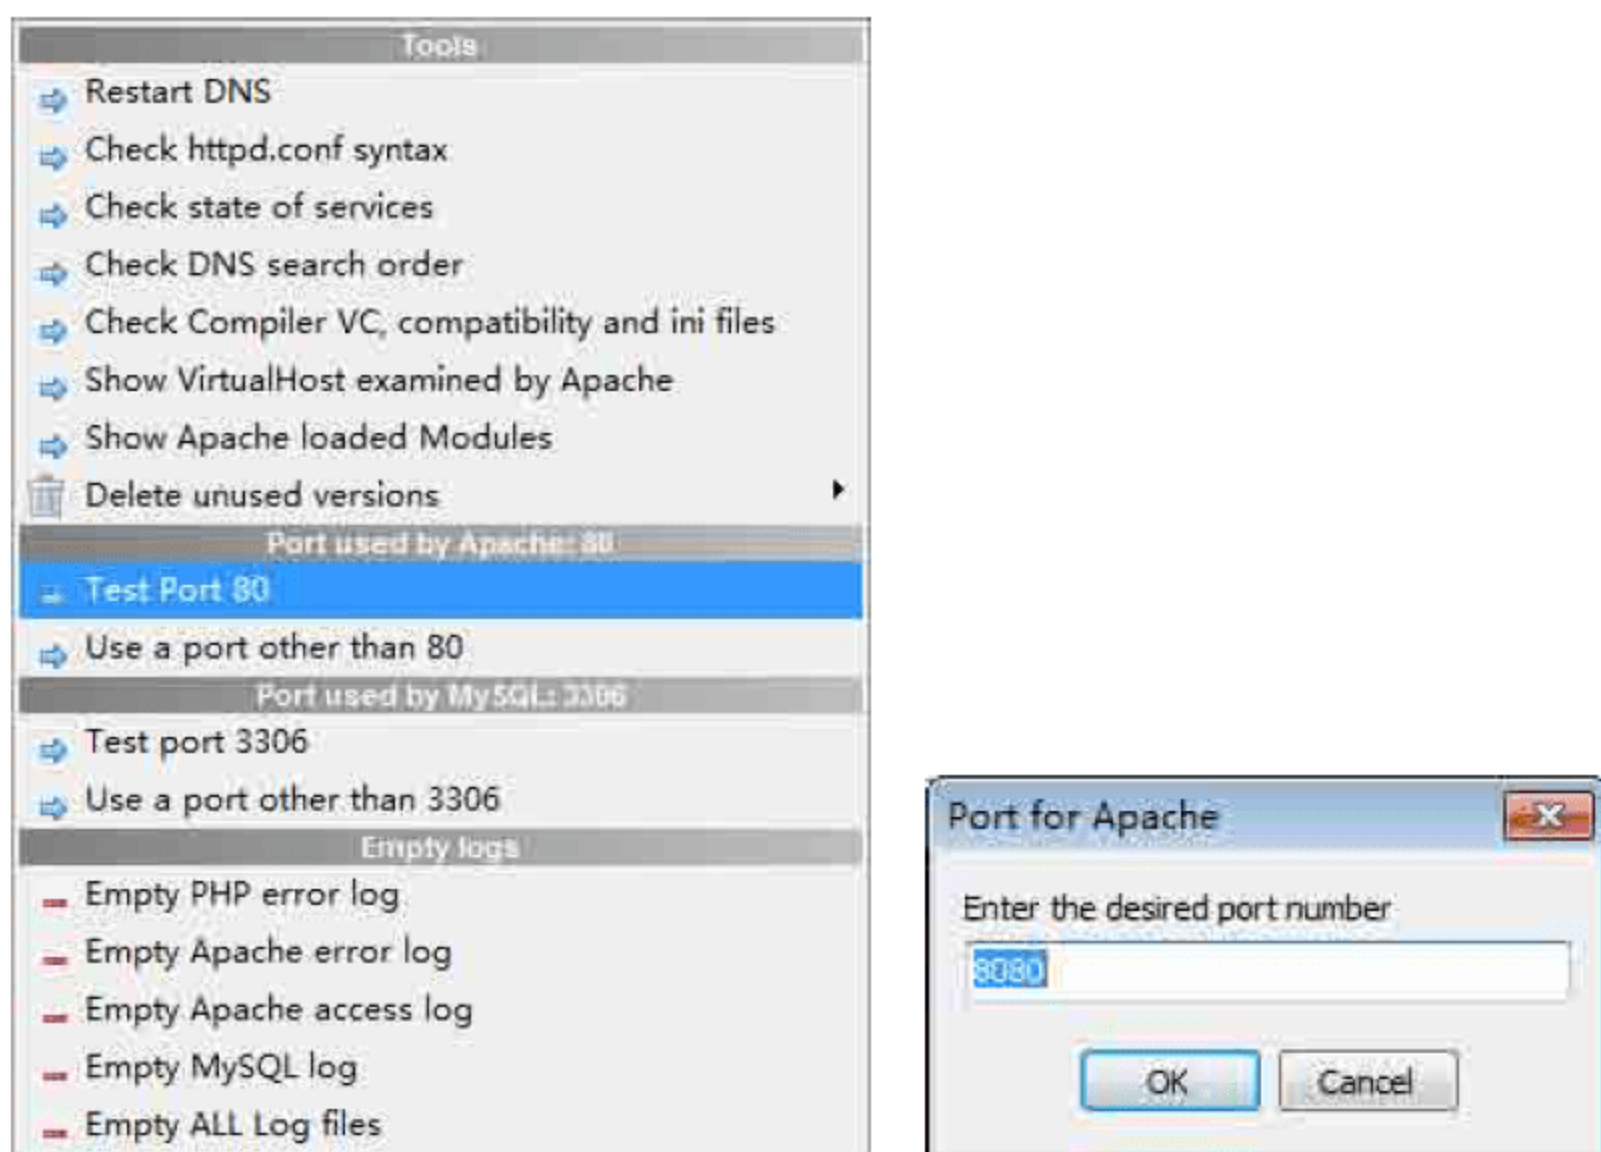 Tools
Restart DNS
Check httpd.conf syntax
Check state of services
Check DNS search order
Check Compiler VC, compatibility and ini files
Show VirtualHost examined by Apache
Show Apache loaded Modules
Delete unused versions
Port used by Apache: 80
Test Port 80
Use a port other than 80
Port used by MySQL: 3306
Test port 3306
Use a port other than 3306
Empty logs
Empty PHP error log
Empty Apache error log
Empty Apache access log
Empty MySQL log
Empty ALL Log files
Port for Apache
Enter the desired port number
8080
OK
Cancel